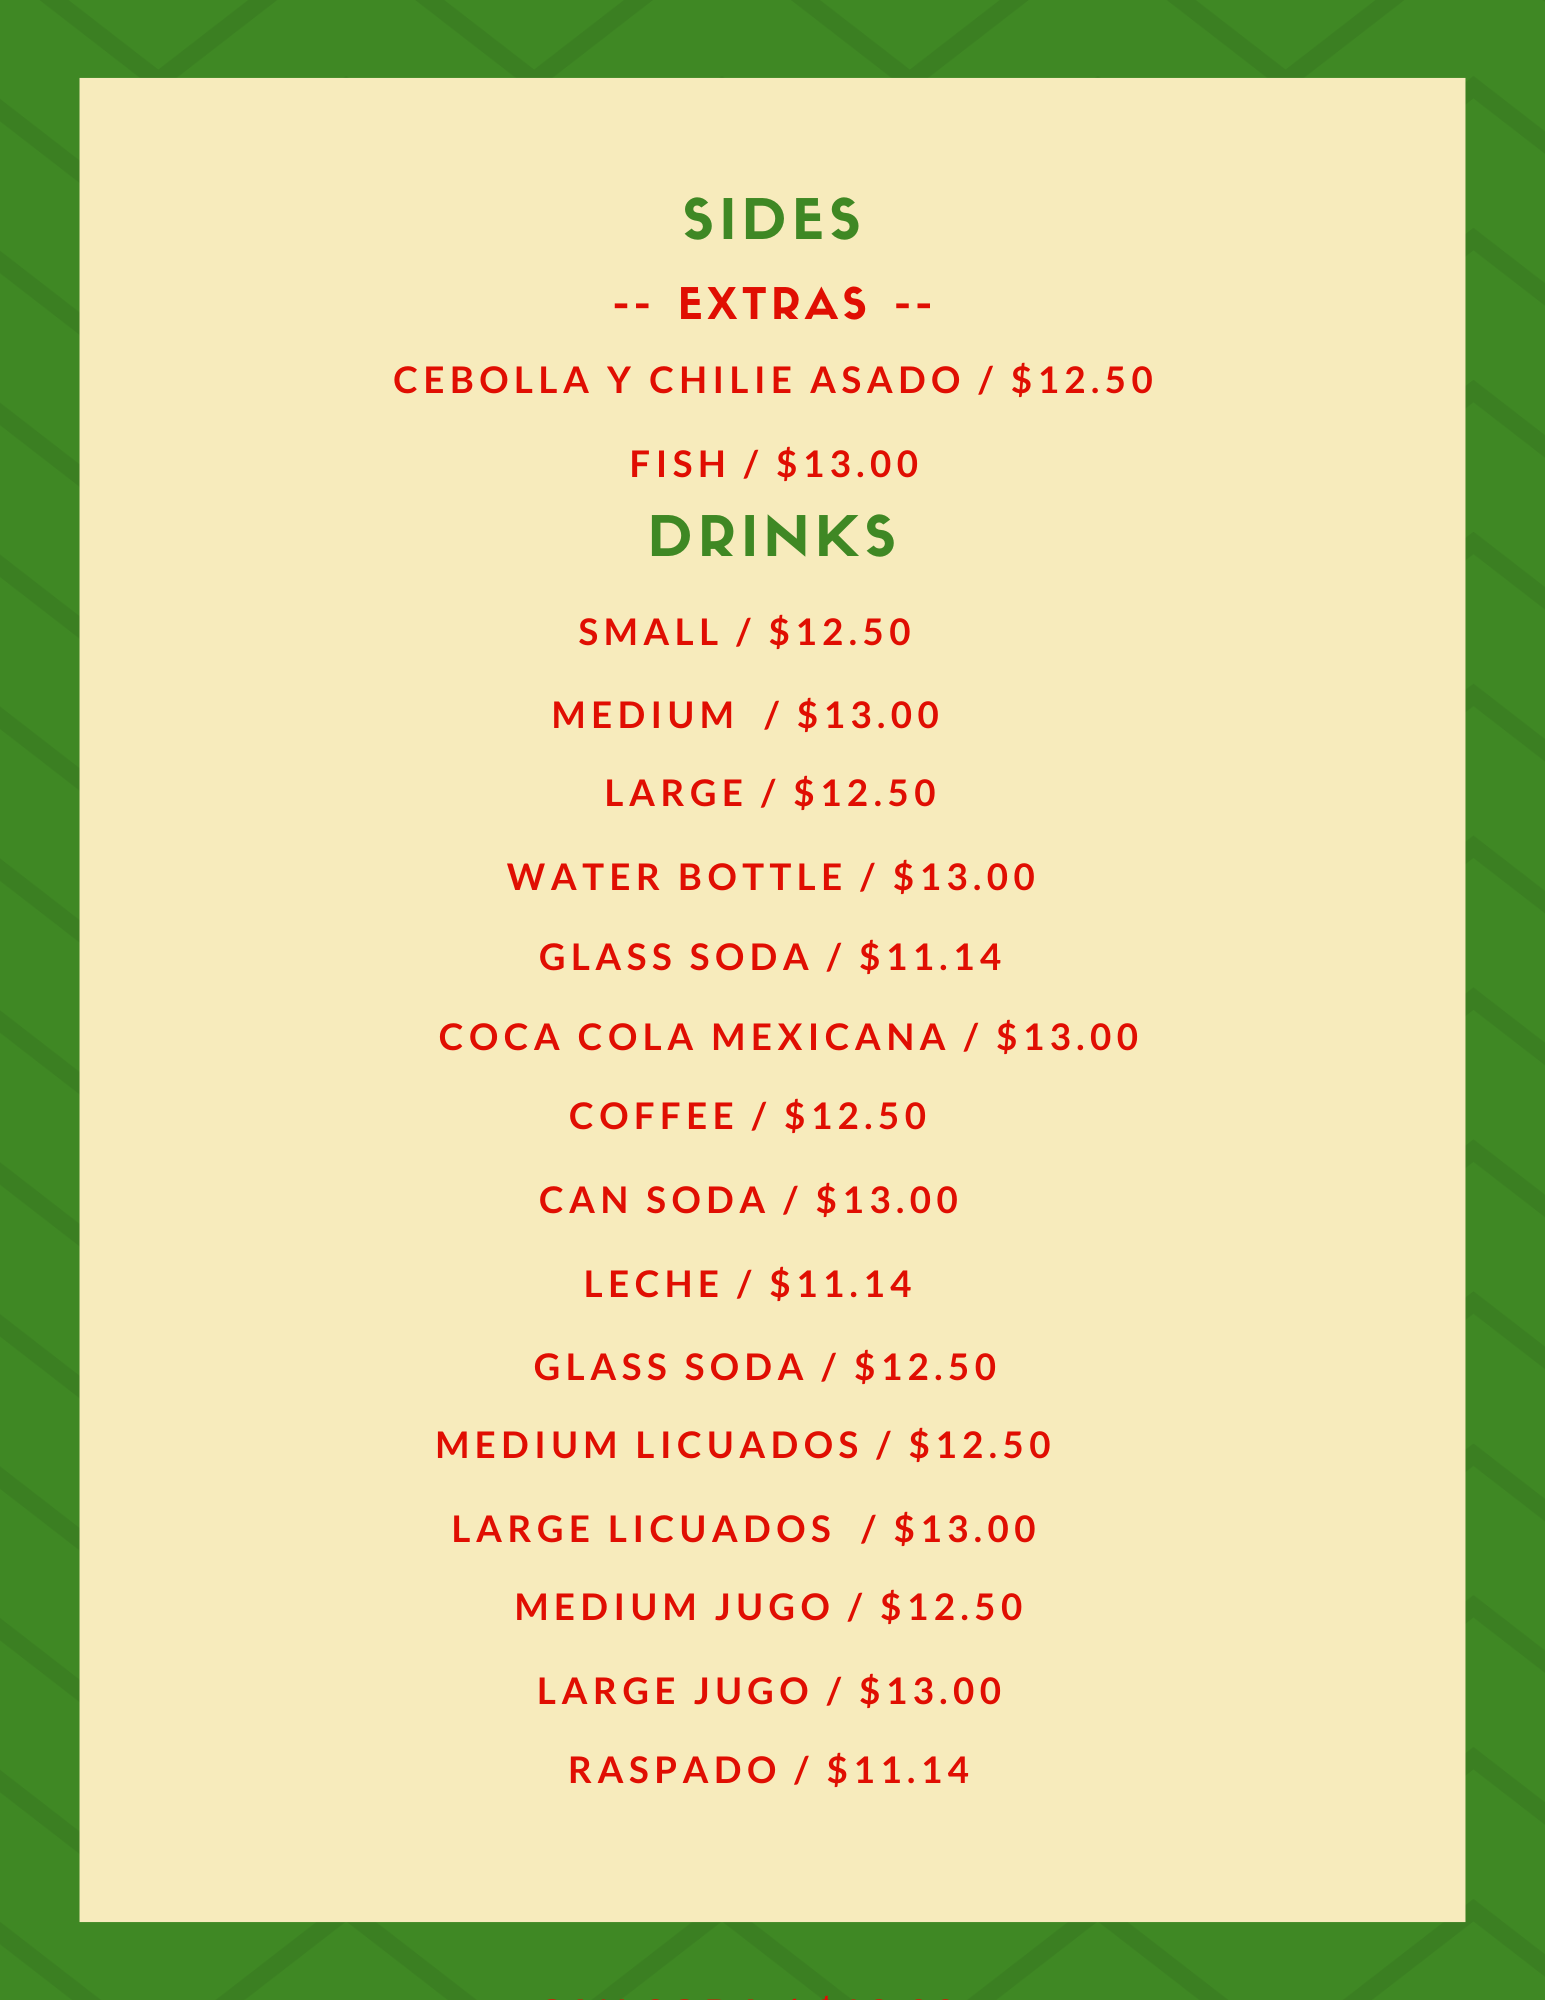 SIDES
-- EXTRAS --
CEBOLLA Y CHILIE ASADO / $12.50
FISH / $13.00
DRINKS
SMALL / $12.50
MEDIUM / $13.00
LARGE / $12.50
WATER BOTTLE / $13.00
GLASS SODA / $11.14
COCA COLA MEXICANA / $13.00
COFFEE / $12.50
CAN SODA / $13.00
LECHE / $11.14
GLASS SODA / $12.50
MEDIUM LICUADOS / $12.50
LARGE LICUADOS / $13.00
MEDIUM JUGO / $12.50
LARGE JUGO / $13.00
RASPADO / $11.14